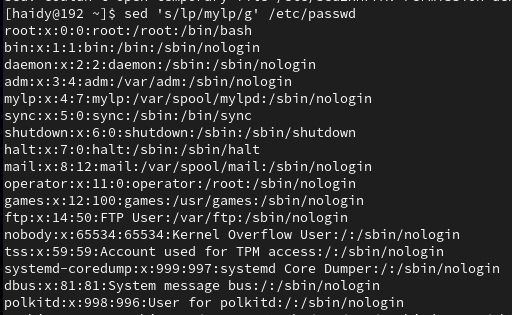 [haidy@192 ~]$ sed 's/lp/mylp/g' /etc/passwd
root:x:0:0:root:/root:/bin/bash
bin:x:1:1:bin:/bin:/sbin/nologin
daemon:x:2:2:daemon:/sbin:/sbin/nologin
adm:x:3:4:adm:/var/adm:/sbin/nologin
mylp:x:4:7:mylp:/var/spool/mylpd:/sbin/nologin
sync:x:5:0:sync:/sbin:/bin/sync
shutdown:x:6:0:shutdown:/sbin:/sbin/shutdown
halt:x:7:0:halt:/sbin:/sbin/halt
mail:x:8:12:mail:/var/spool/mail:/sbin/nologin
operator:x:11:0:operator:/root:/sbin/nologin
games:x:12:100:games:/usr/games:/sbin/nologin
ftp:x:14:50:FTP User:/var/ftp:/sbin/nologin
nobody:x:65534:65534:Kernel Overflow User:/:/sbin/nologin
tss:x:59:59:Account used for TPM access:/:/sbin/nologin
systemd-coredump:x:999:997:systemd Core Dumper:/:/sbin/nologin
dbus:x:81:81:System message bus:/:/sbin/nologin
polkitd:x:998:996:User for polkitd:/:/sbin/nologin